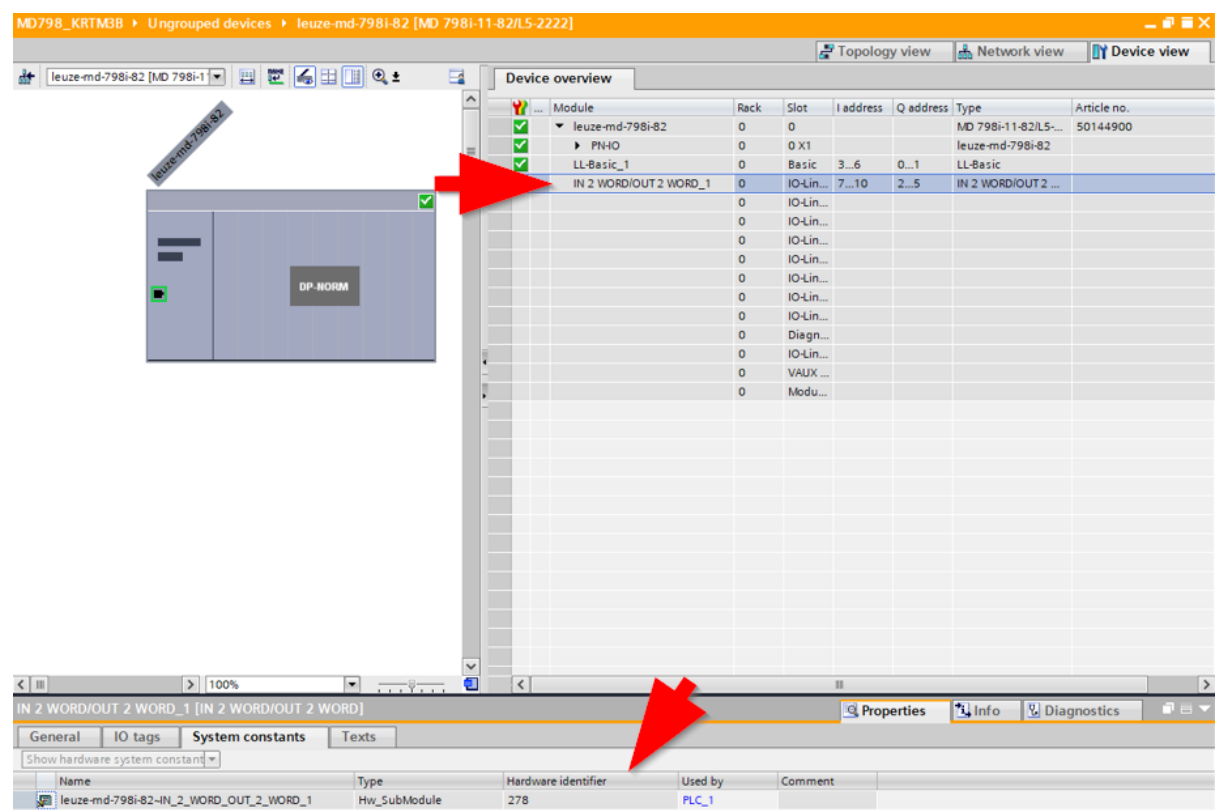 MD798_KRTM3B ▸ Ungrouped devices ▸ leuze-md-798i-82 [MD 798i-11-82/L5-2222]
Topology view Network view Device view
leuze-md-798i-82 [MD 798i-1
Device overview
... Module Rack Slot I address Q address Type Article no.
leuze-md-798i-82 0 0 MD 798i-11-82/L5-... 50144900
PN-IO 0 0 X1 leuze-md-798i-82
LL-Basic_1 0 Basic 3...6 0...1 LL-Basic
IN 2 WORD/OUT 2 WORD_1 0 IO-Lin... 7...10 2...5 IN 2 WORD/OUT 2 ...
0 IO-Lin...
0 IO-Lin...
0 IO-Lin...
0 IO-Lin...
0 IO-Lin...
0 IO-Lin...
0 IO-Lin...
0 Diagn...
0 IO-Lin...
0 VAUX ...
0 Modu...
leuze-md-798i-82
DP-NORM
100%
IN 2 WORD/OUT 2 WORD_1 [IN 2 WORD/OUT 2 WORD]
Properties Info Diagnostics
General IO tags System constants Texts
Show hardware system constant
Name Type Hardware identifier Used by Comment
leuze-md-798i-82~IN_2_WORD_OUT_2_WORD_1 Hw_SubModule 278 PLC_1